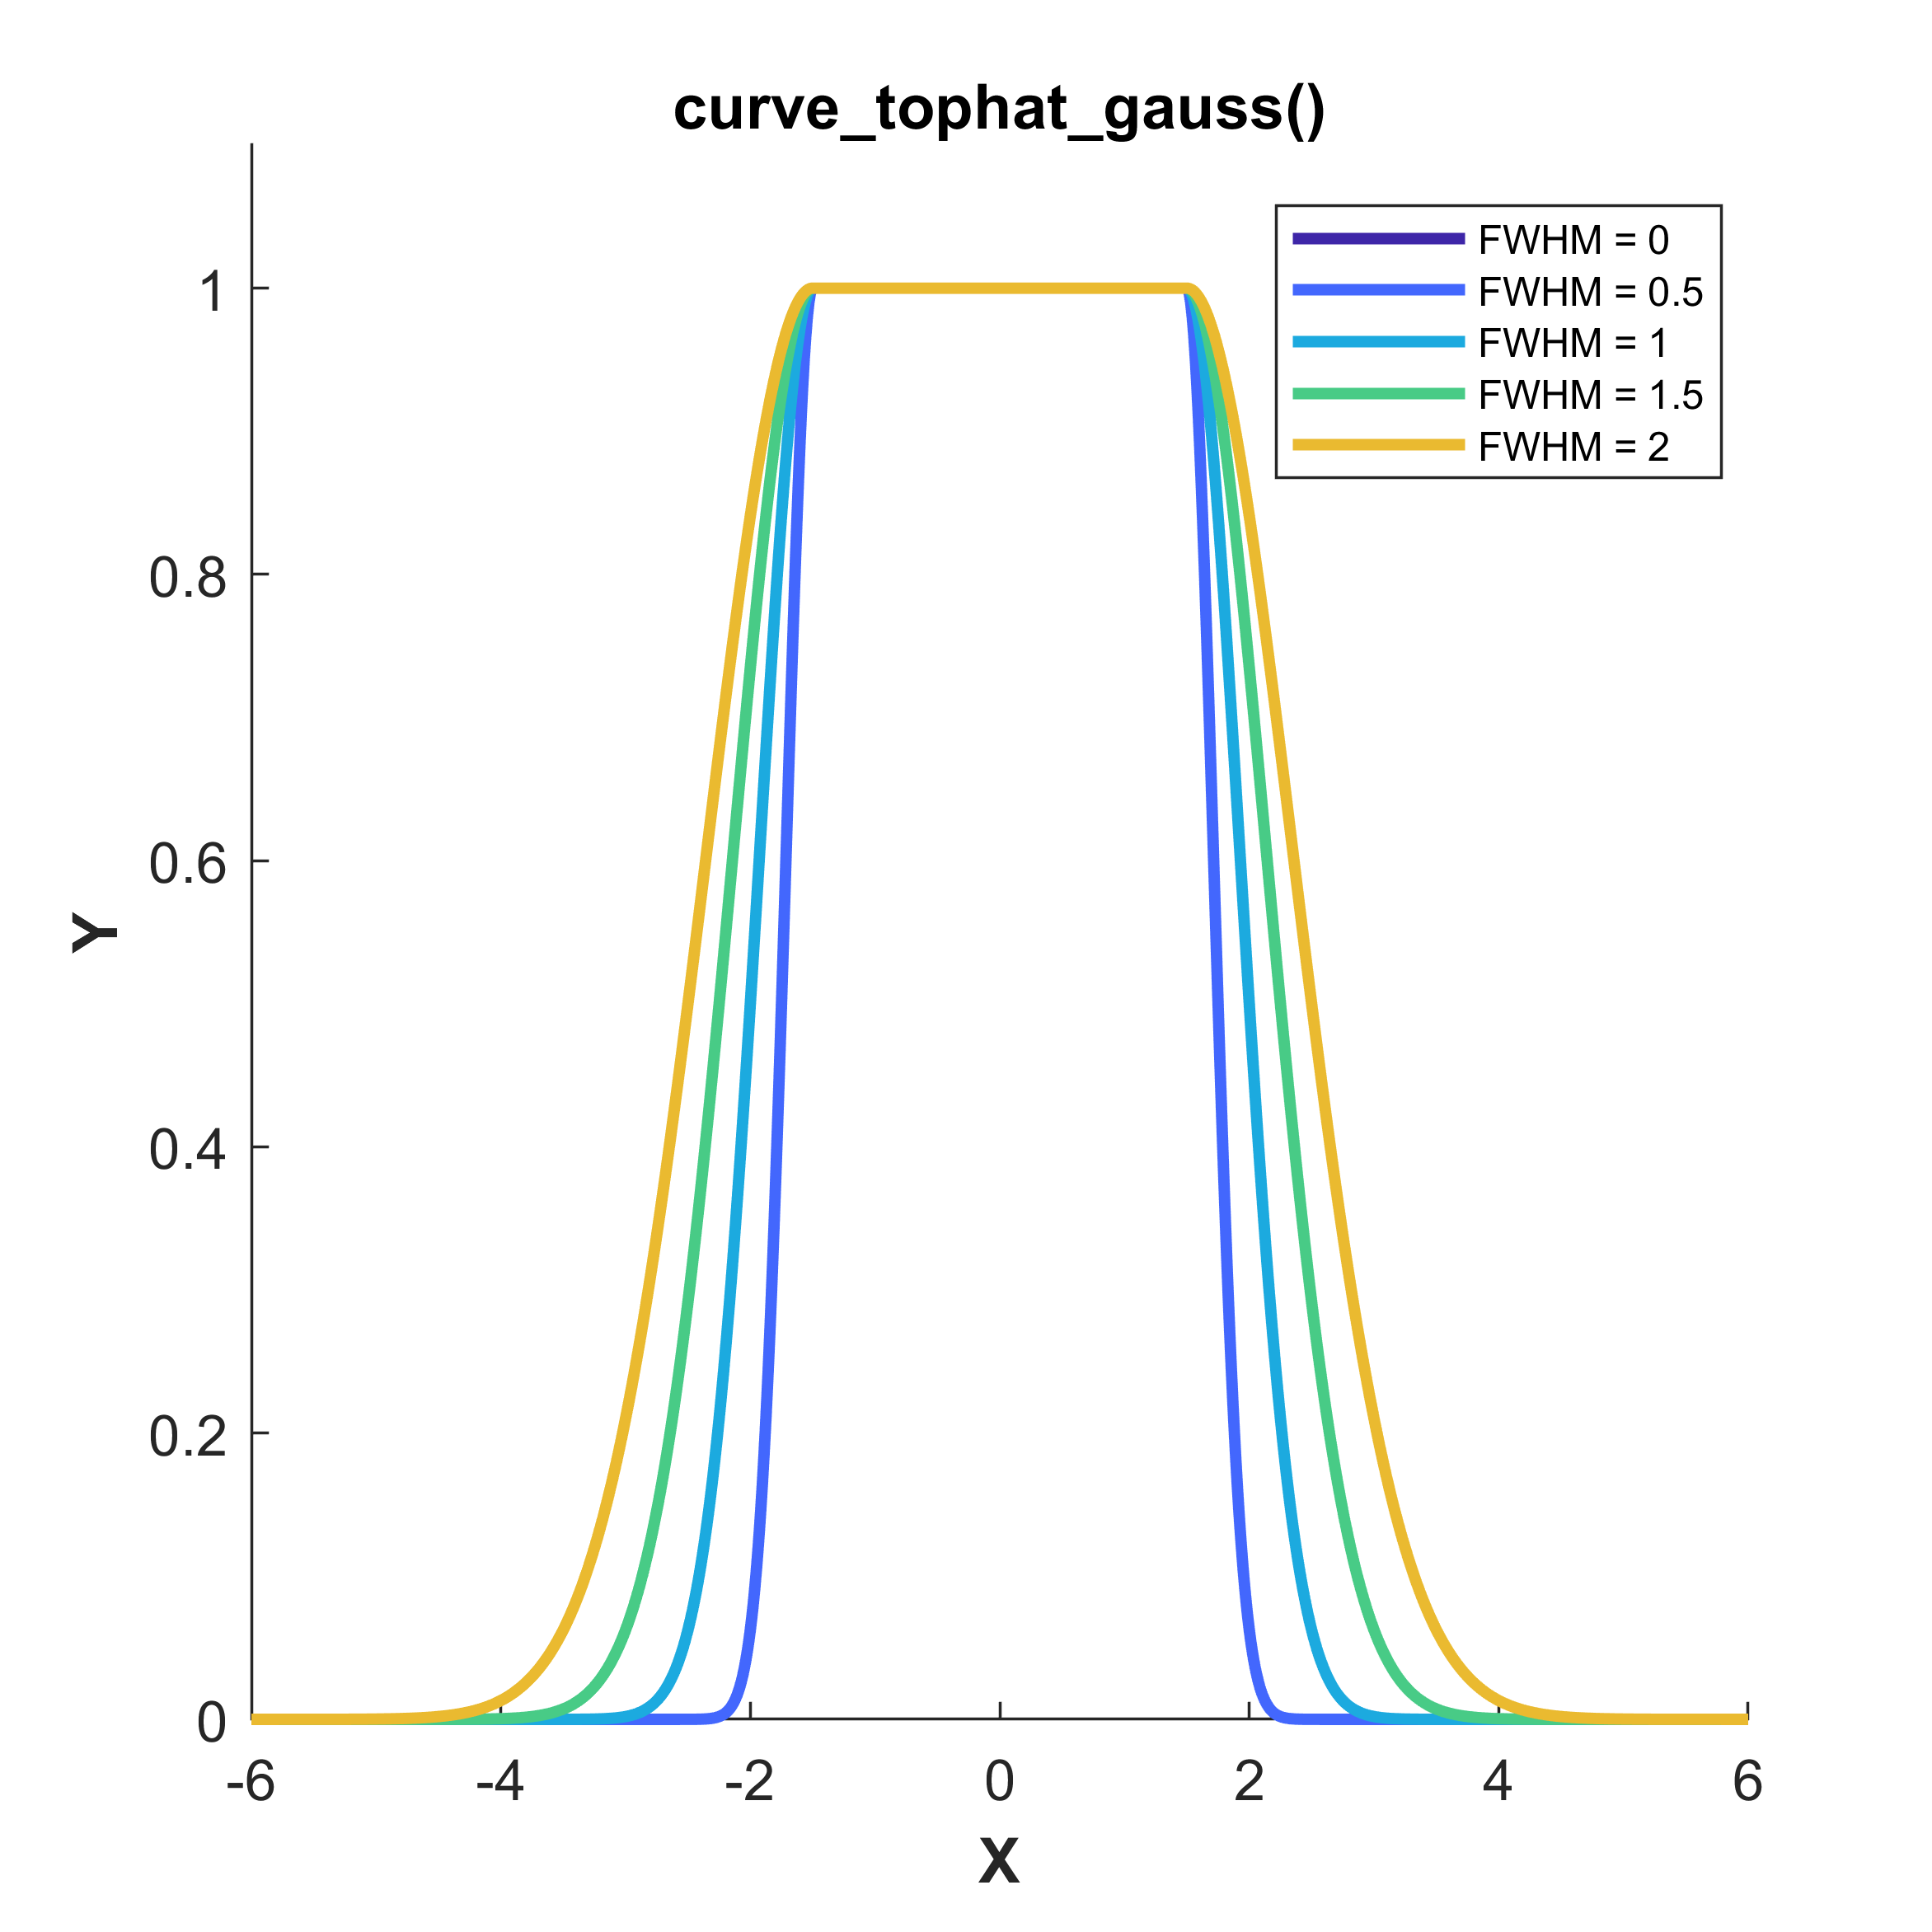 curve_tophat_gauss()
FWHM = 0
FWHM = 0.5
FWHM = 1
FWHM = 1.5
FWHM = 2
1
0.8
0.6
0.4
0.2
0
Y
-6 -4 -2 0 2 4 6
X